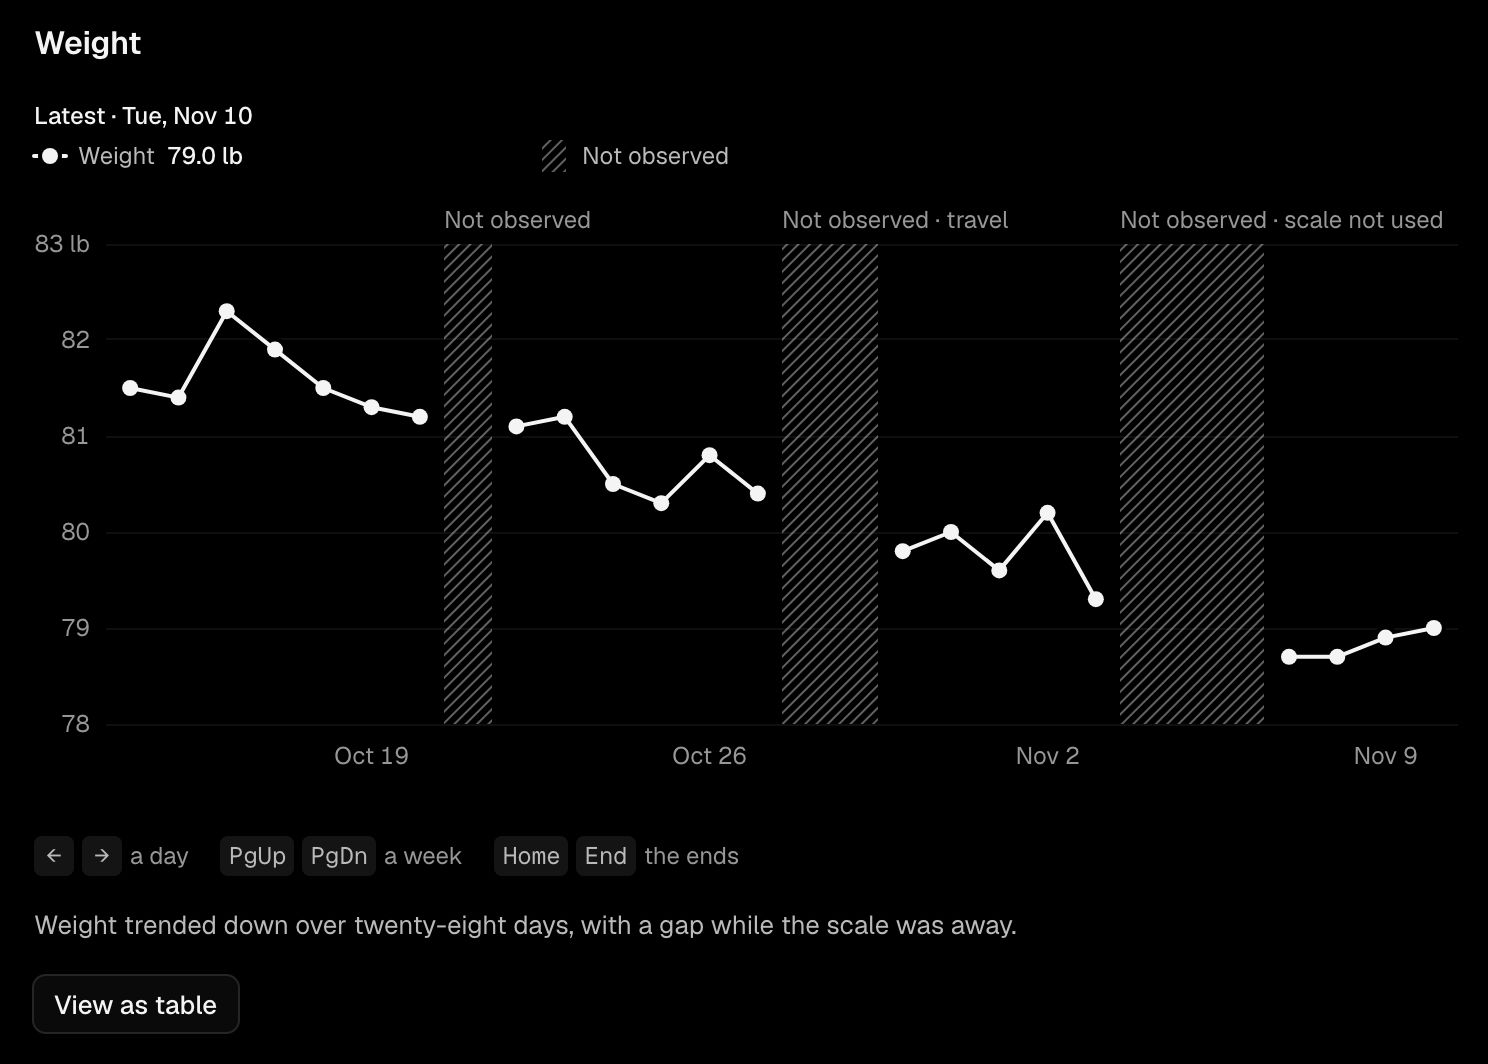 Weight
Latest · Tue, Nov 10
Weight 79.0 lb
Not observed
Not observed
Not observed · travel
Not observed · scale not used
83 lb
82
81
80
79
78
Oct 19
Oct 26
Nov 2
Nov 9
← → a day PgUp PgDn a week Home End the ends
Weight trended down over twenty-eight days, with a gap while the scale was away.
View as table